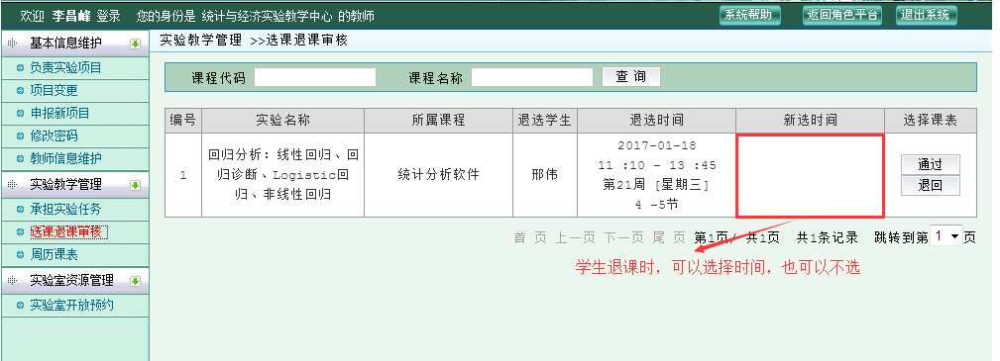 欢迎 李昌峰 登录 您的身份是 统计与经济实验教学中心 的教师
系统帮助 返回角色平台 退出系统
基本信息维护
负责实验项目
项目变更
申报新项目
修改密码
教师信息维护
实验教学管理
承担实验任务
选课退课审核
周历课表
实验室资源管理
实验室开放预约
实验教学管理 >>选课退课审核
课程代码 课程名称 查 询
编号 实验名称 所属课程 退选学生 退选时间 新选时间 选择课表
1
回归分析: 线性回归、回
归诊断、Logistic回
归、非线性回归
统计分析软件
邢伟
2017-01-18
11 :10 - 13 :45
第21周 [星期三]
4 -5节
通过
退回
首 页 上一页 下一页 尾 页 第1页/ 共1页 共1条记录 跳转到第 1 页
学生退课时, 可以选择时间, 也可以不选